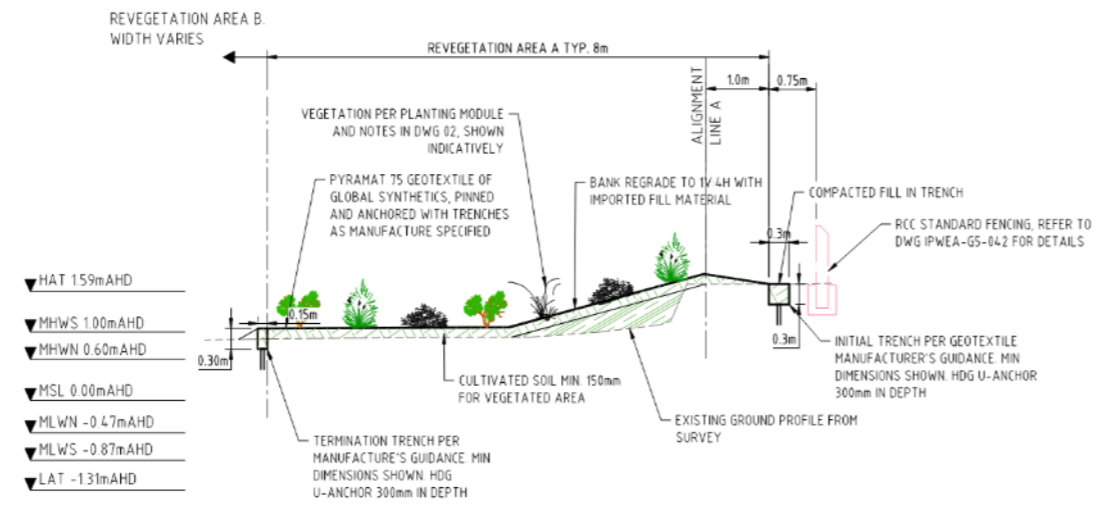 REVEGETATION AREA B.
WIDTH VARIES
REVEGETATION AREA A TYP. 8m
ALIGNMENT
LINE A
1.0m
0.75m
VEGETATION PER PLANTING MODULE
AND NOTES IN DWG 02, SHOWN
INDICATIVELY
PYRAMAT 75 GEOTEXTILE OF
GLOBAL SYNTHETICS, PINNED
AND ANCHORED WITH TRENCHES
AS MANUFACTURE SPECIFIED
BANK REGRADE TO 1V 4H WITH
IMPORTED FILL MATERIAL
COMPACTED FILL IN TRENCH
RCC STANDARD FENCING, REFER TO
DWG IPWEA-GS-042 FOR DETAILS
0.3m
HAT 1.59mAHD
MHWS 1.00mAHD
MHWN 0.60mAHD
MSL 0.00mAHD
MLWN -0.47mAHD
MLWS -0.87mAHD
LAT -1.31mAHD
0.15m
0.30m
0.3m
INITIAL TRENCH PER GEOTEXTILE
MANUFACTURER'S GUIDANCE. MIN
DIMENSIONS SHOWN. HDG U-ANCHOR
300mm IN DEPTH
CULTIVATED SOIL MIN. 150mm
FOR VEGETATED AREA
EXISTING GROUND PROFILE FROM
SURVEY
TERMINATION TRENCH PER
MANUFACTURE'S GUIDANCE. MIN
DIMENSIONS SHOWN. HDG
U-ANCHOR 300mm IN DEPTH